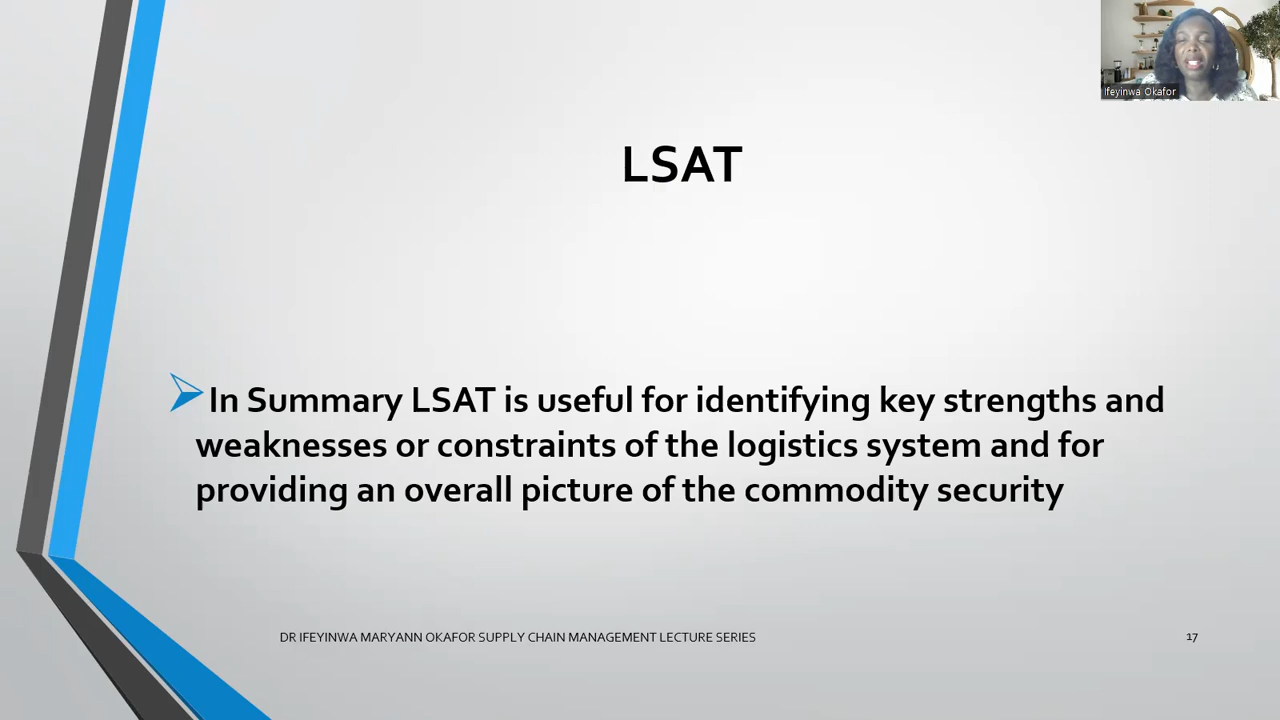 Ifeyinwa Okafor
LSAT
In Summary LSAT is useful for identifying key strengths and
weaknesses or constraints of the logistics system and for
providing an overall picture of the commodity security
DR IFEYINWA MARYANN OKAFOR SUPPLY CHAIN MANAGEMENT LECTURE SERIES
17